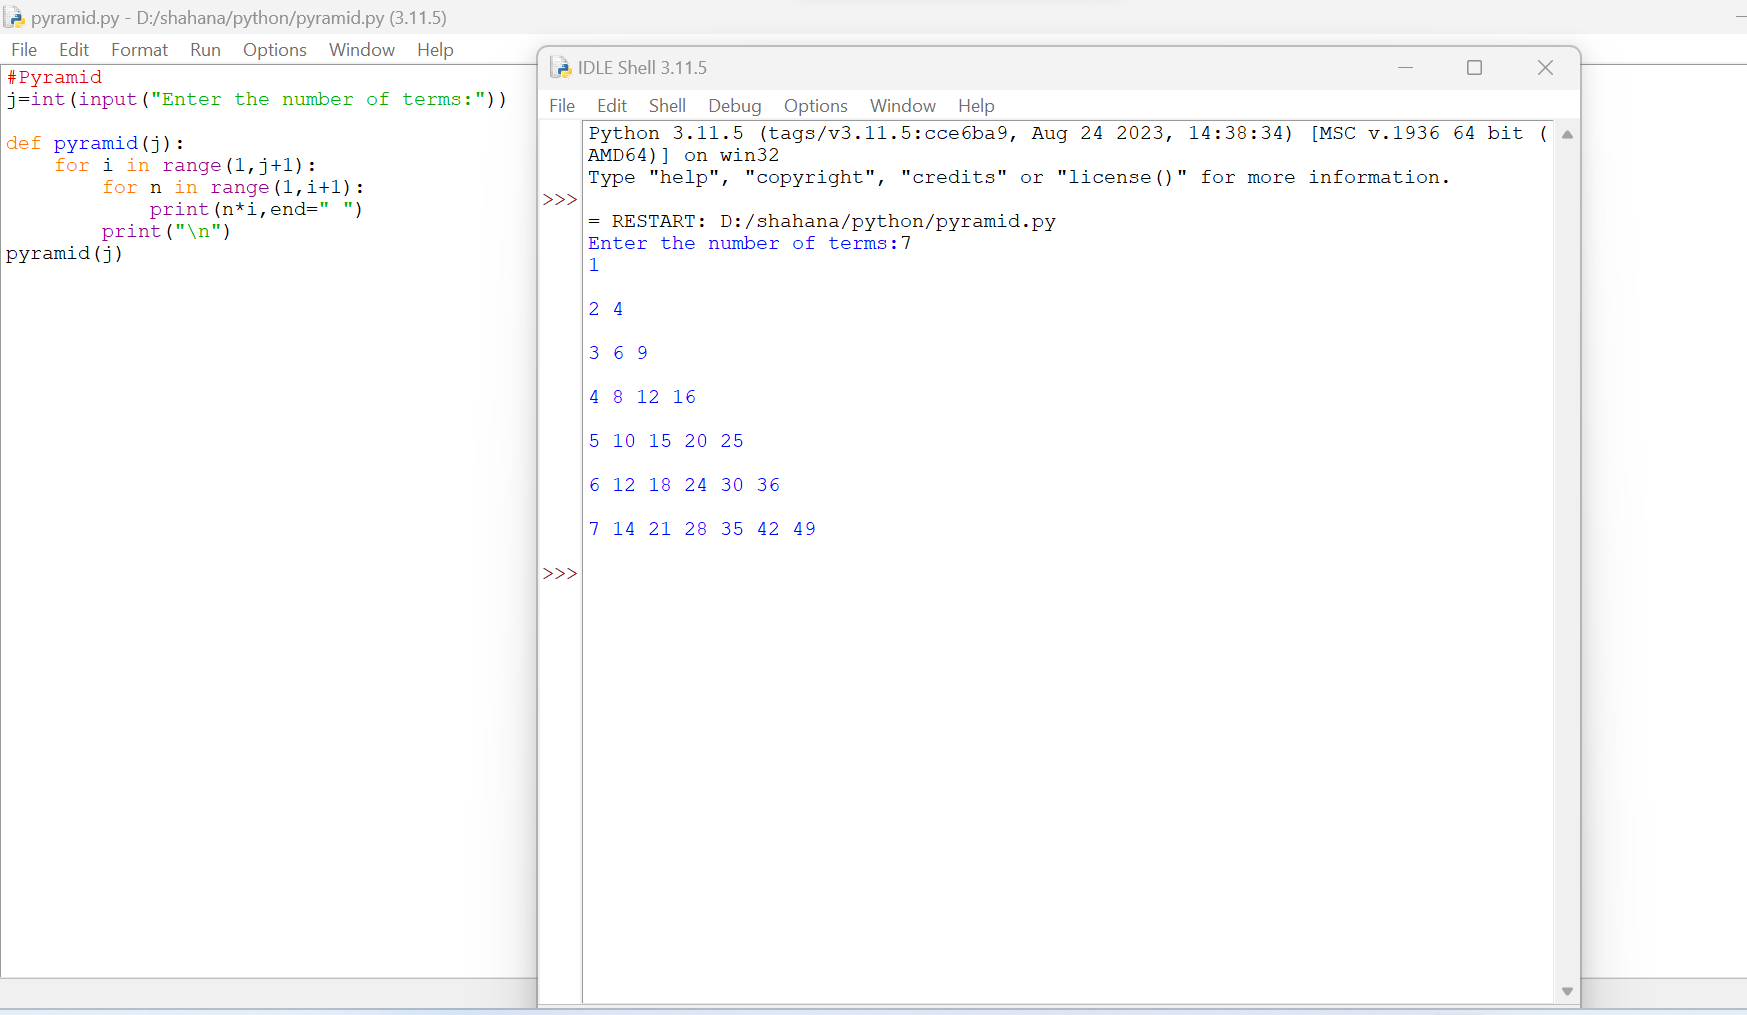 pyramid.py - D:/shahana/python/pyramid.py (3.11.5)
File Edit Format Run Options Window Help
#Pyramid
j=int(input("Enter the number of terms:"))

def pyramid(j):
    for i in range(1,j+1):
        for n in range(1,i+1):
            print(n*i,end=" ")
        print("\n")
pyramid(j)
IDLE Shell 3.11.5
File Edit Shell Debug Options Window Help
Python 3.11.5 (tags/v3.11.5:cce6ba9, Aug 24 2023, 14:38:34) [MSC v.1936 64 bit (
AMD64)] on win32
Type "help", "copyright", "credits" or "license()" for more information.
>>>
= RESTART: D:/shahana/python/pyramid.py
Enter the number of terms:7
1
2 4
3 6 9
4 8 12 16
5 10 15 20 25
6 12 18 24 30 36
7 14 21 28 35 42 49
>>>